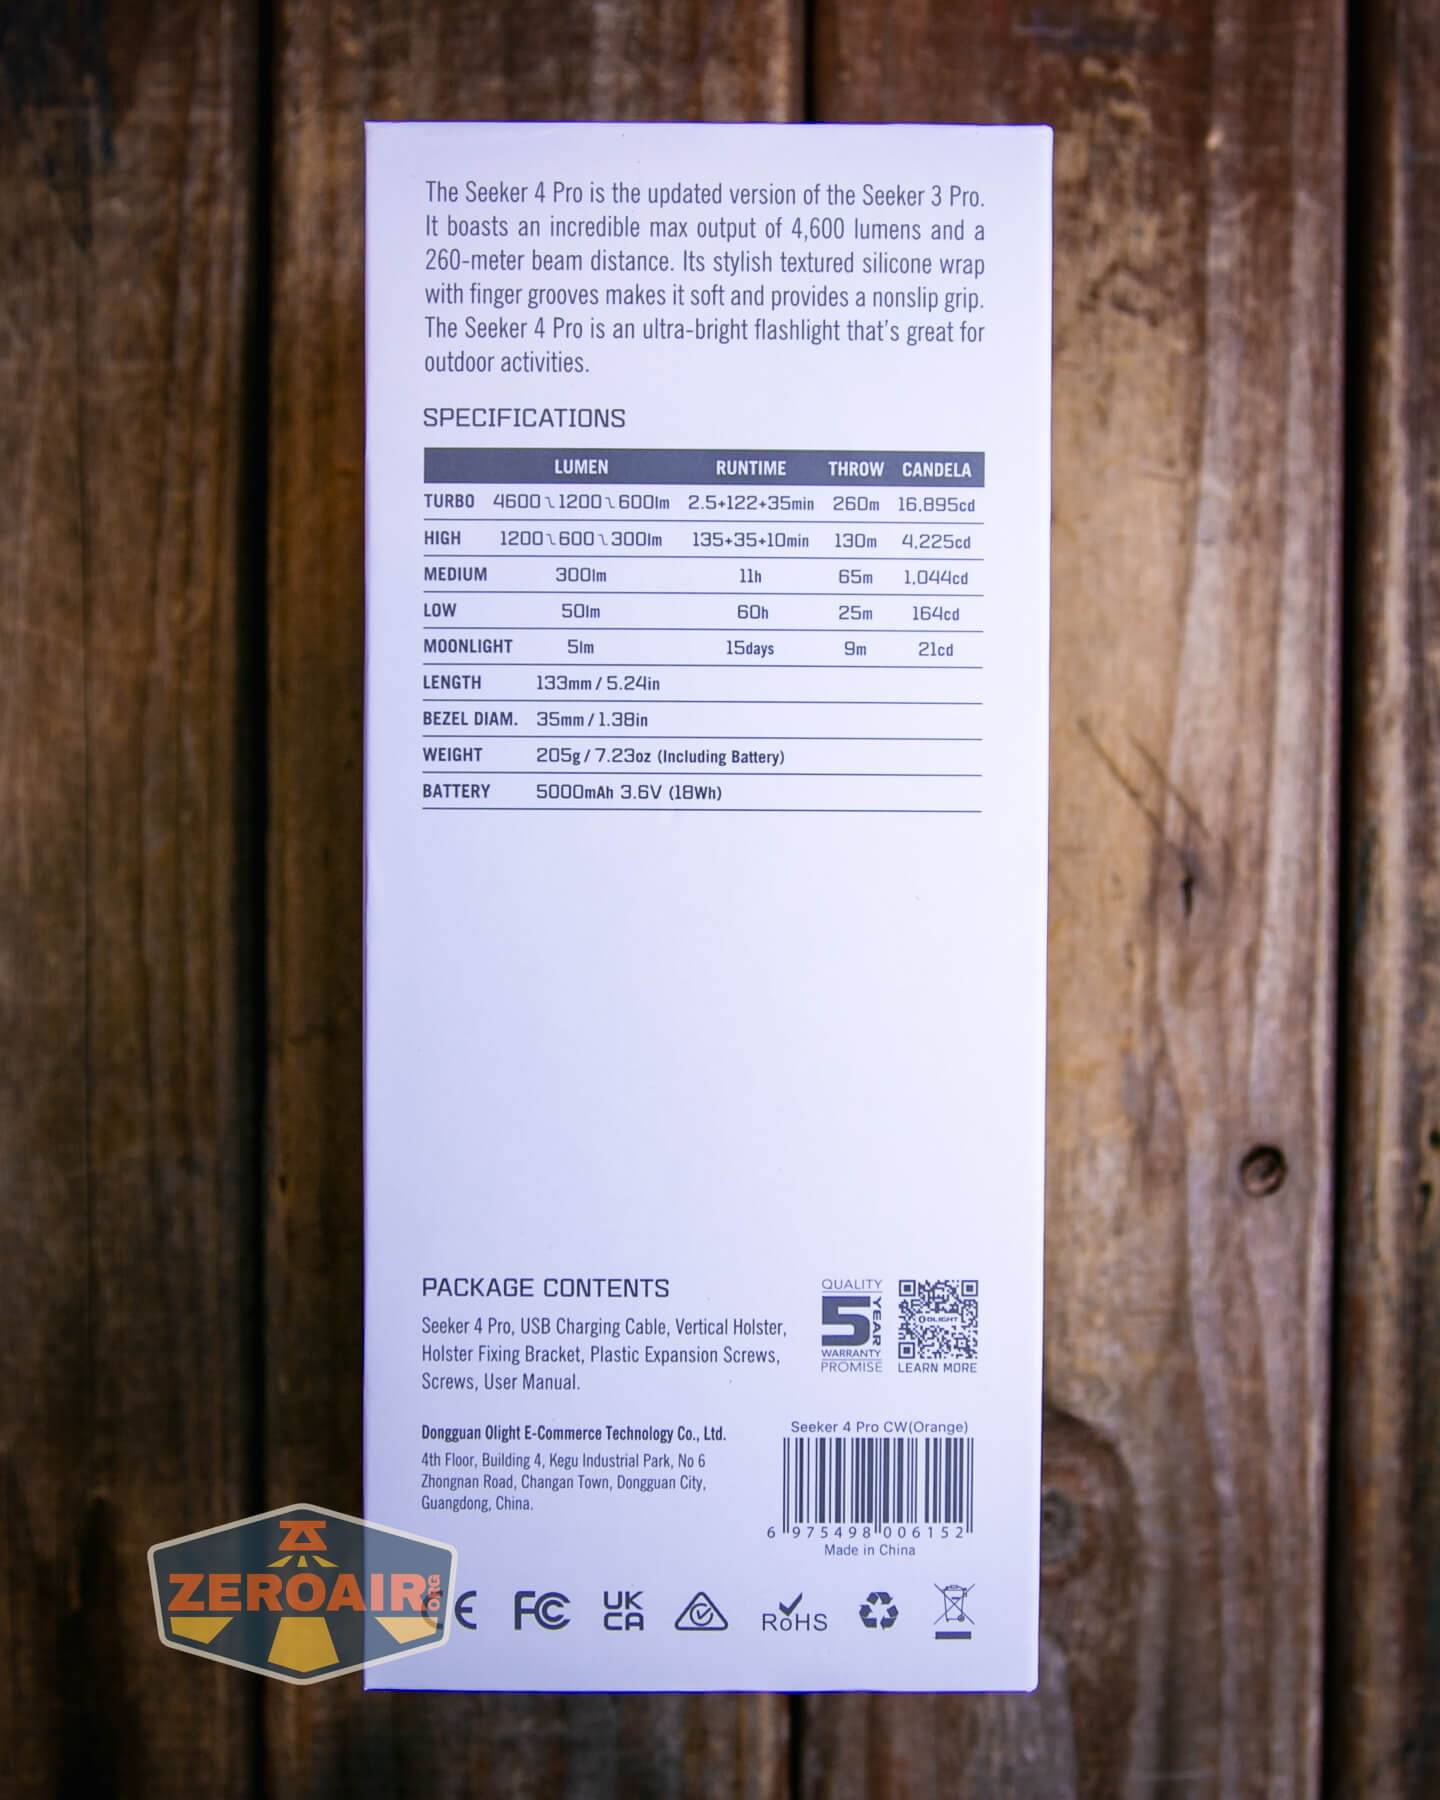 The Seeker 4 Pro is the updated version of the Seeker 3 Pro.
It boasts an incredible max output of 4,600 lumens and a
260-meter beam distance. Its stylish textured silicone wrap
with finger grooves makes it soft and provides a nonslip grip.
The Seeker 4 Pro is an ultra-bright flashlight that's great for
outdoor activities.
SPECIFICATIONS
LUMEN RUNTIME THROW CANDELA
TURBO 4600~1200~600lm 2.5+122+35min 260m 16,895cd
HIGH 1200~600~300lm 135+35+10min 130m 4,225cd
MEDIUM 300lm 11h 65m 1,044cd
LOW 50lm 60h 25m 164cd
MOONLIGHT 5lm 15days 9m 21cd
LENGTH 133mm / 5.24in
BEZEL DIAM. 35mm / 1.38in
WEIGHT 205g / 7.23oz (Including Battery)
BATTERY 5000mAh 3.6V (18Wh)
PACKAGE CONTENTS
Seeker 4 Pro, USB Charging Cable, Vertical Holster,
Holster Fixing Bracket, Plastic Expansion Screws,
Screws, User Manual.
QUALITY
5 YEAR
WARRANTY
PROMISE
OLIGHT
LEARN MORE
Dongguan Olight E-Commerce Technology Co., Ltd.
4th Floor, Building 4, Kegu Industrial Park, No 6
Zhongnan Road, Changan Town, Dongguan City,
Guangdong, China.
Seeker 4 Pro CW(Orange)
6 975498 006152
Made in China
CE FC UK CA RoHS
ZEROAIR.ORG